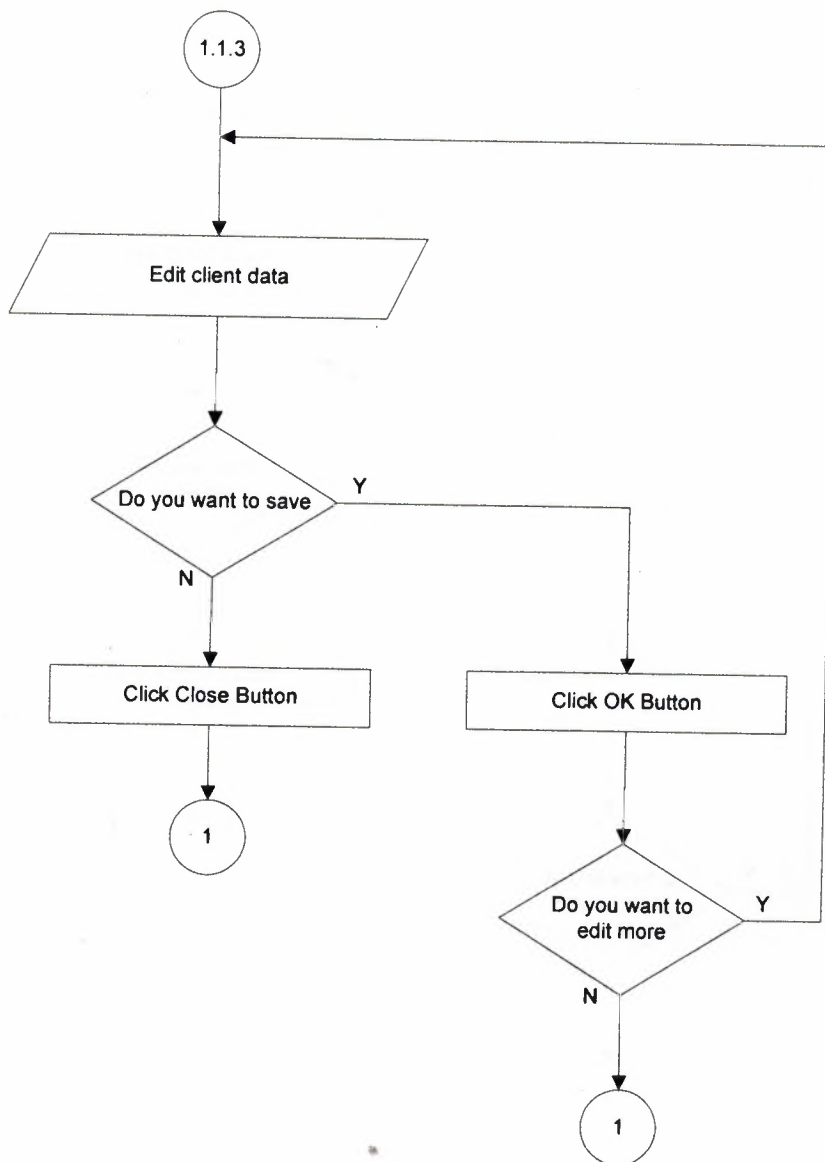 1.1.3
Edit client data
Do you want to save
Y
N
Click Close Button
Click OK Button
1
Do you want to
edit more
Y
N
1